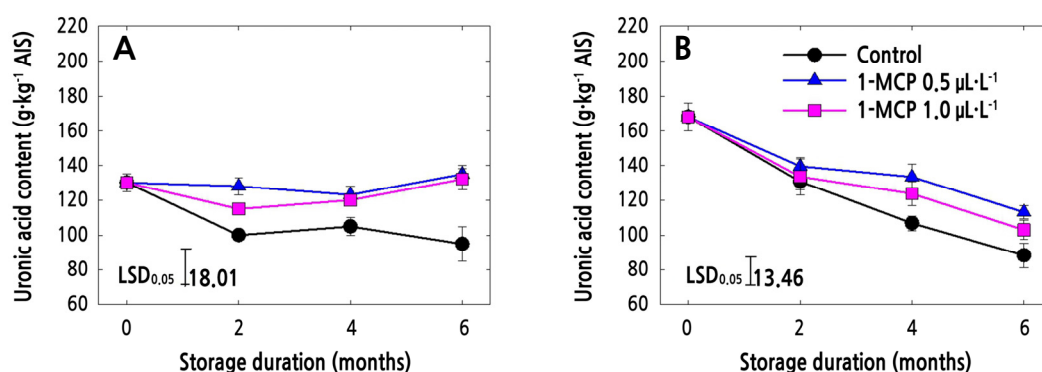 A
Uronic acid content (g·kg⁻¹ AIS)
220
200
180
160
140
120
100
80
60
LSD0.05 18.01
0 2 4 6
Storage duration (months)
B
Uronic acid content (g·kg⁻¹ AIS)
220
200
180
160
140
120
100
80
60
Control
1-MCP 0.5 µL·L⁻¹
1-MCP 1.0 µL·L⁻¹
LSD0.05 13.46
0 2 4 6
Storage duration (months)